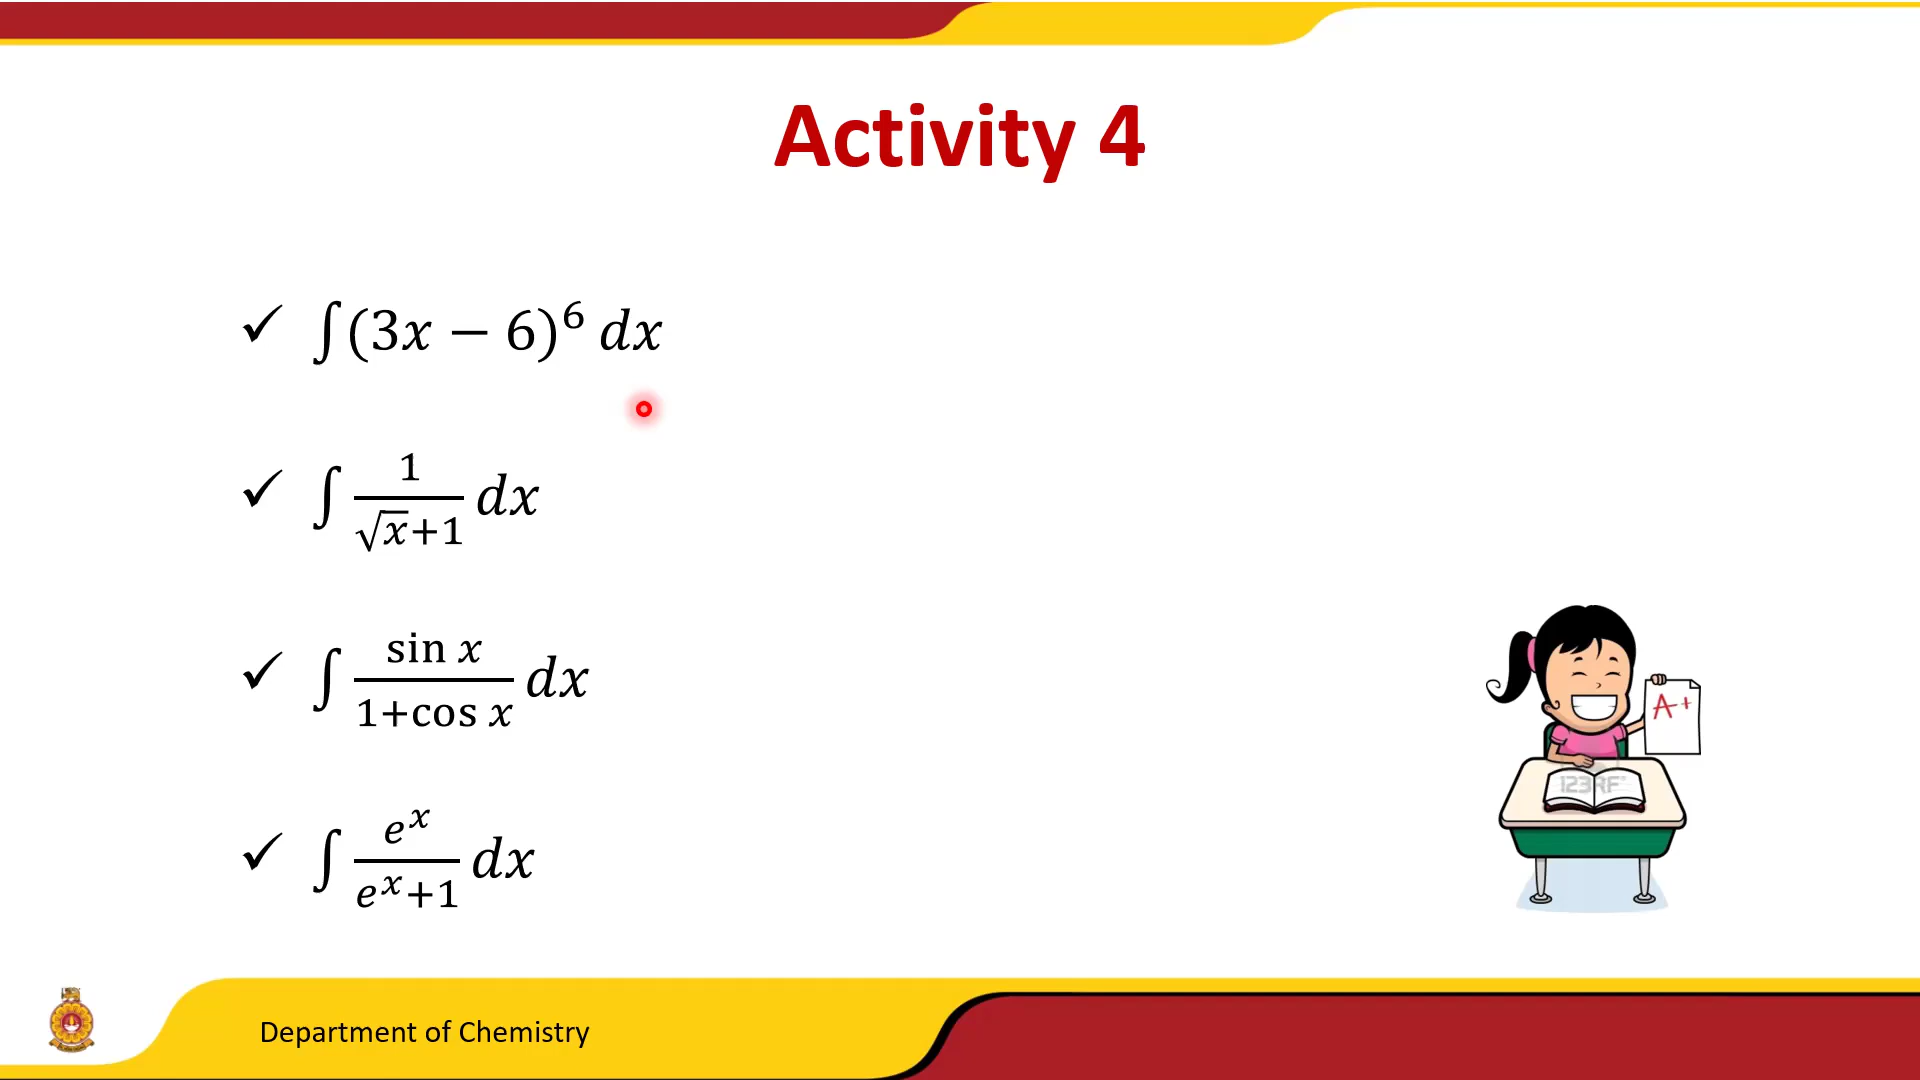 Activity 4
✓ ∫(3x − 6)⁶ dx
✓ ∫ 1/(√x+1) dx
✓ ∫ sin x/(1+cos x) dx
A+
123RF
✓ ∫ eˣ/(eˣ+1) dx
Department of Chemistry